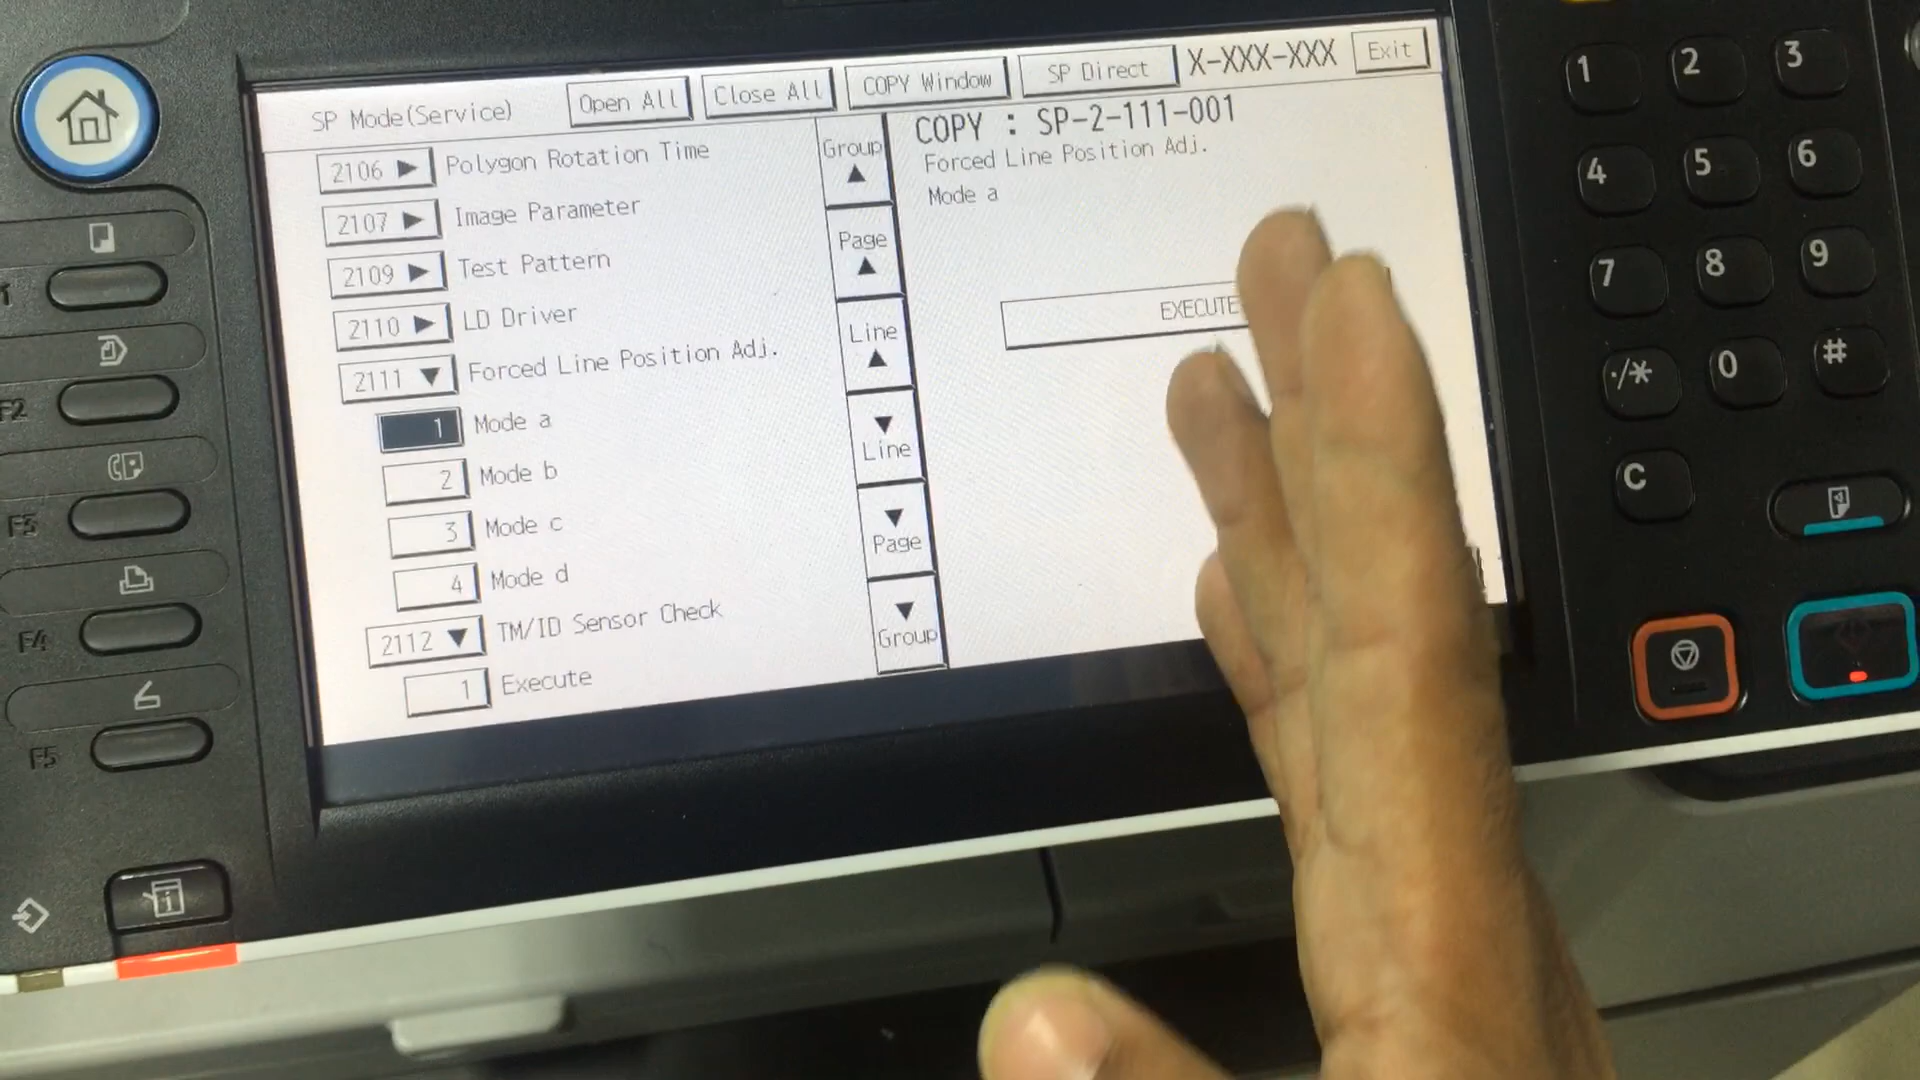 SP Mode(Service)
Open All
Close All
COPY Window
SP Direct
X-XXX-XXX
Exit
2106 ▶ Polygon Rotation Time
2107 ▶ Image Parameter
2109 ▶ Test Pattern
2110 ▶ LD Driver
2111 ▼ Forced Line Position Adj.
1 Mode a
2 Mode b
3 Mode c
4 Mode d
2112 ▼ TM/ID Sensor Check
1 Execute
Group
▲
Page
▲
Line
▲
▼
Line
▼
Page
▼
Group
COPY : SP-2-111-001
Forced Line Position Adj.
Mode a
EXECUTE
F2
F3
F4
F5
1 2 3
4 5 6
7 8 9
./* 0 #
C